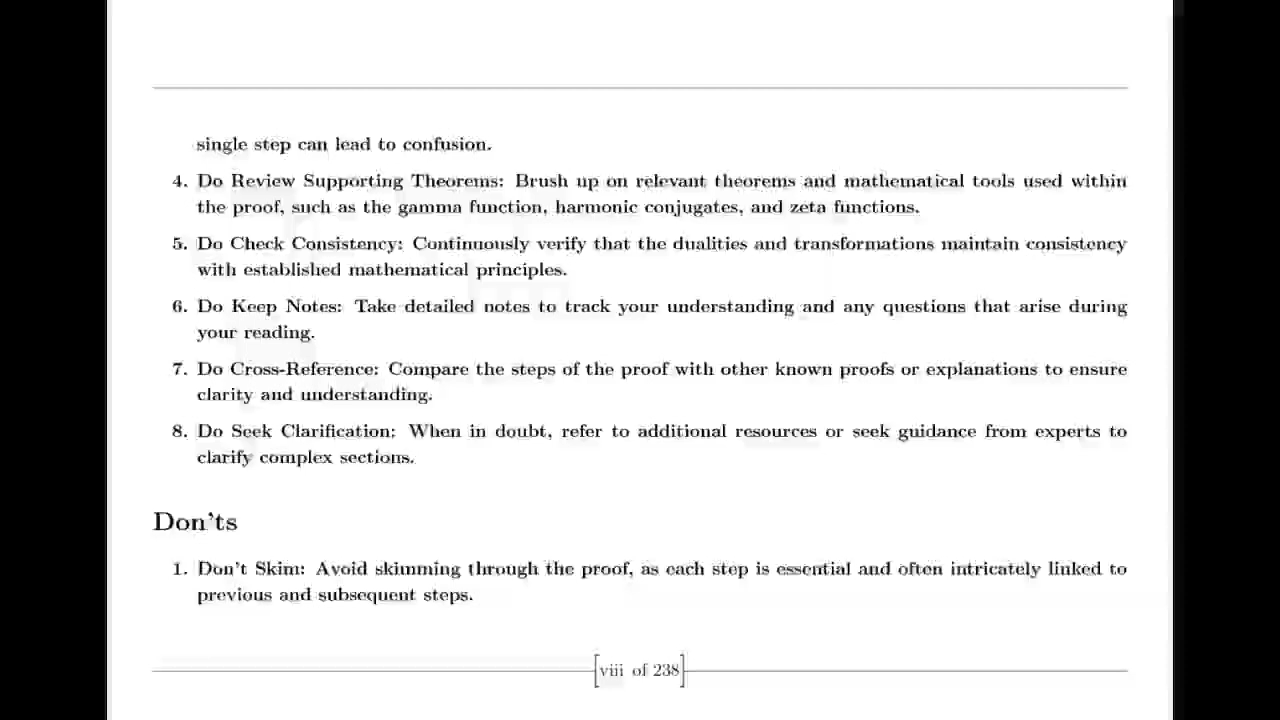 single step can lead to confusion.
4. Do Review Supporting Theorems: Brush up on relevant theorems and mathematical tools used within
the proof, such as the gamma function, harmonic conjugates, and zeta functions.
5. Do Check Consistency: Continuously verify that the dualities and transformations maintain consistency
with established mathematical principles.
6. Do Keep Notes: Take detailed notes to track your understanding and any questions that arise during
your reading.
7. Do Cross-Reference: Compare the steps of the proof with other known proofs or explanations to ensure
clarity and understanding.
8. Do Seek Clarification: When in doubt, refer to additional resources or seek guidance from experts to
clarify complex sections.
Don'ts
1. Don't Skim: Avoid skimming through the proof, as each step is essential and often intricately linked to
previous and subsequent steps.
[viii of 238]